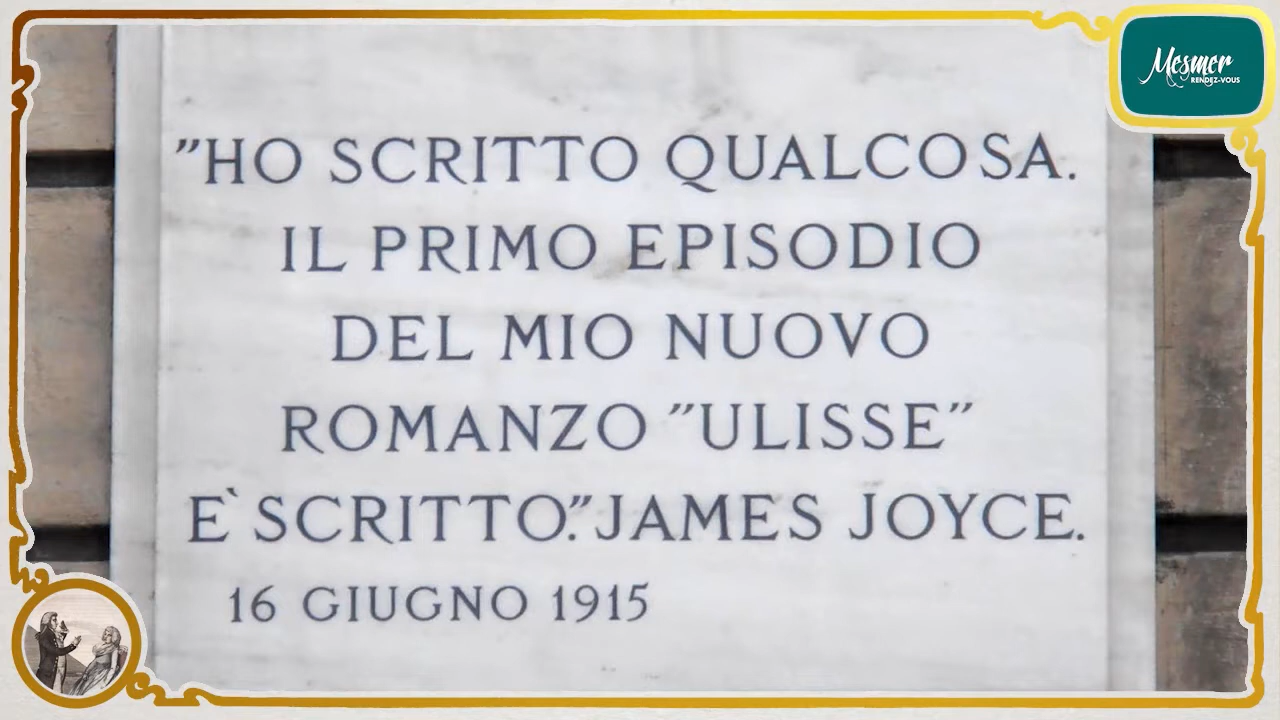 Mesmer
RENDEZ-VOUS
"HO SCRITTO QUALCOSA.
IL PRIMO EPISODIO
DEL MIO NUOVO
ROMANZO "ULISSE"
E` SCRITTO." JAMES JOYCE.
16 GIUGNO 1915